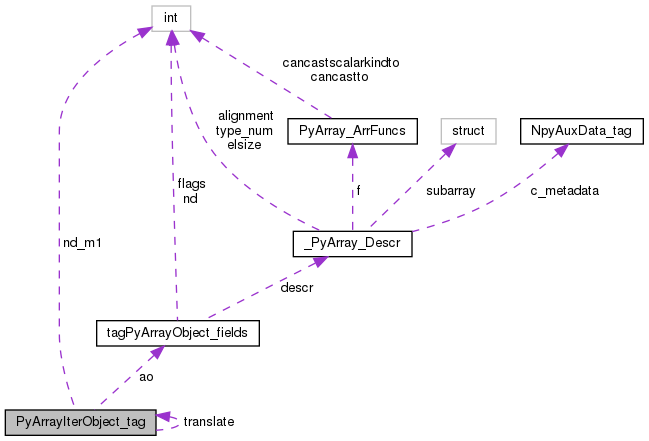 int
cancastscalarkindto
cancastto
alignment
type_num
elsize
PyArray_ArrFuncs
struct
NpyAuxData_tag
flags
nd
f
subarray
c_metadata
nd_m1
_PyArray_Descr
descr
tagPyArrayObject_fields
ao
PyArrayIterObject_tag
translate